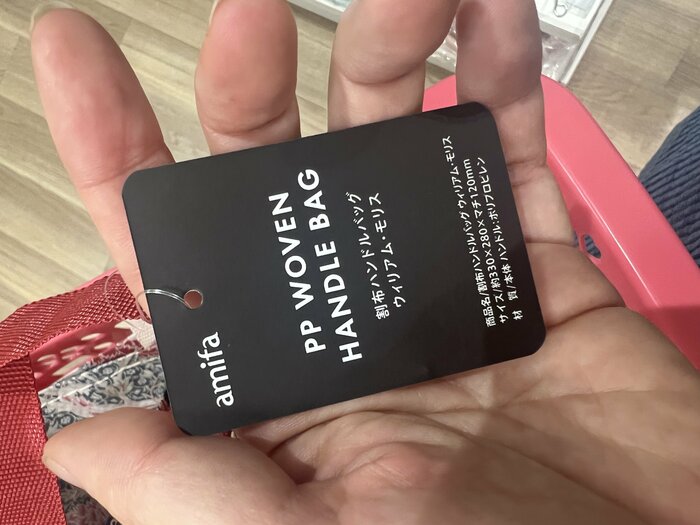 amifa
PP WOVEN
HANDLE BAG
割布ハンドルバッグ
ウィリアム・モリス
商品名/割布ハンドルバッグ ウィリアム・モリス
サイズ/約330×280×マチ120mm
材　質/本体 ハンドル:ポリプロピレン